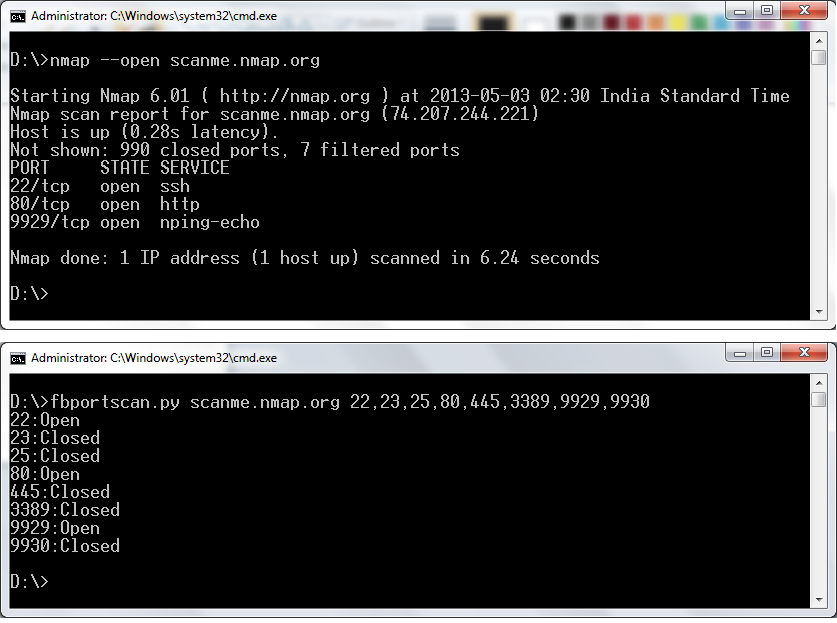 Administrator: C:\Windows\system32\cmd.exe
D:\>nmap --open scanme.nmap.org
Starting Nmap 6.01 ( http://nmap.org ) at 2013-05-03 02:30 India Standard Time
Nmap scan report for scanme.nmap.org (74.207.244.221)
Host is up (0.28s latency).
Not shown: 990 closed ports, 7 filtered ports
PORT     STATE SERVICE
22/tcp   open  ssh
80/tcp   open  http
9929/tcp open  nping-echo
Nmap done: 1 IP address (1 host up) scanned in 6.24 seconds
D:\>
Administrator: C:\Windows\system32\cmd.exe
D:\>fbportscan.py scanme.nmap.org 22,23,25,80,445,3389,9929,9930
22:Open
23:Closed
25:Closed
80:Open
445:Closed
3389:Closed
9929:Open
9930:Closed
D:\>